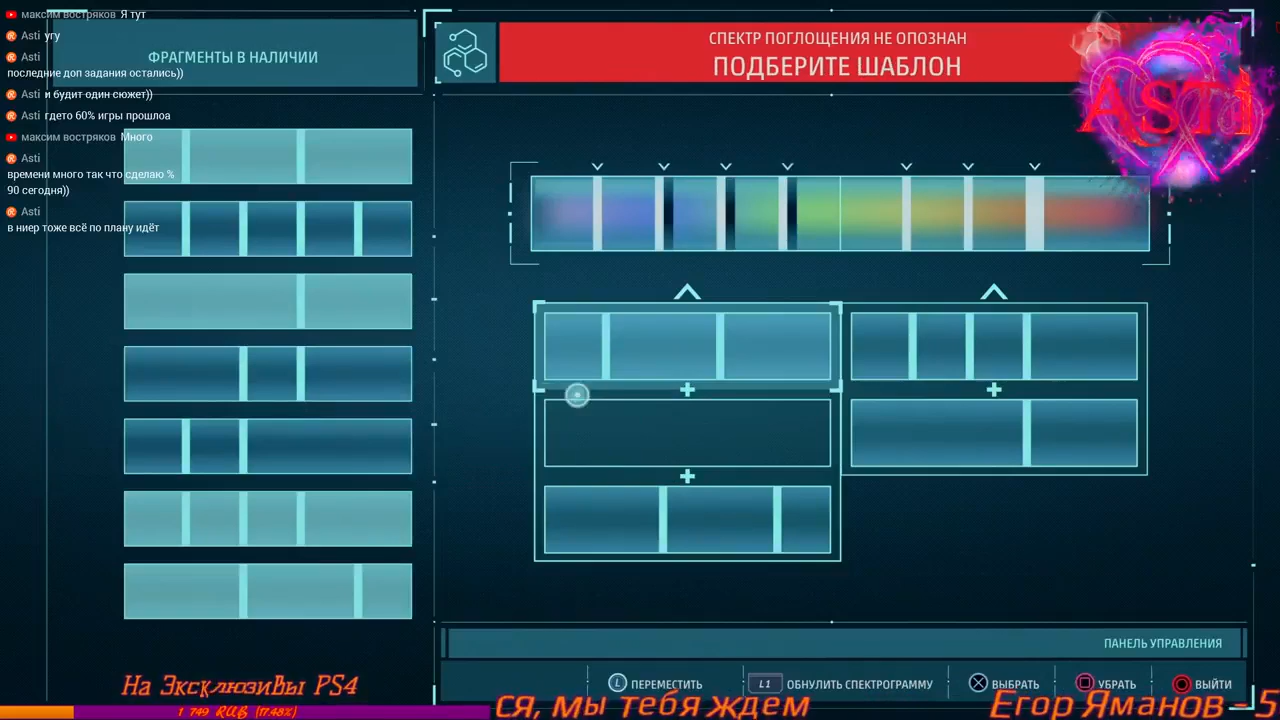 максим востряков Я тут
Asti угу
Asti
последние доп задания остались))
Asti и будит один сюжет))
Asti гдето 60% игры прошлоа
максим востряков Много
Asti
времени много так что сделаю %
90 сегодня))
Asti
в ниер тоже всё по плану идёт
ФРАГМЕНТЫ В НАЛИЧИИ
СПЕКТР ПОГЛОЩЕНИЯ НЕ ОПОЗНАН
ПОДБЕРИТЕ ШАБЛОН
ASTI
ПАНЕЛЬ УПРАВЛЕНИЯ
L ПЕРЕМЕСТИТЬ
L1 ОБНУЛИТЬ СПЕКТРОГРАММУ
ВЫБРАТЬ
УБРАТЬ
ВЫЙТИ
На Эксклюзивы PS4
1 749 RUB (17.48%)
ся, мы тебя ждем
Егор Яманов - 5